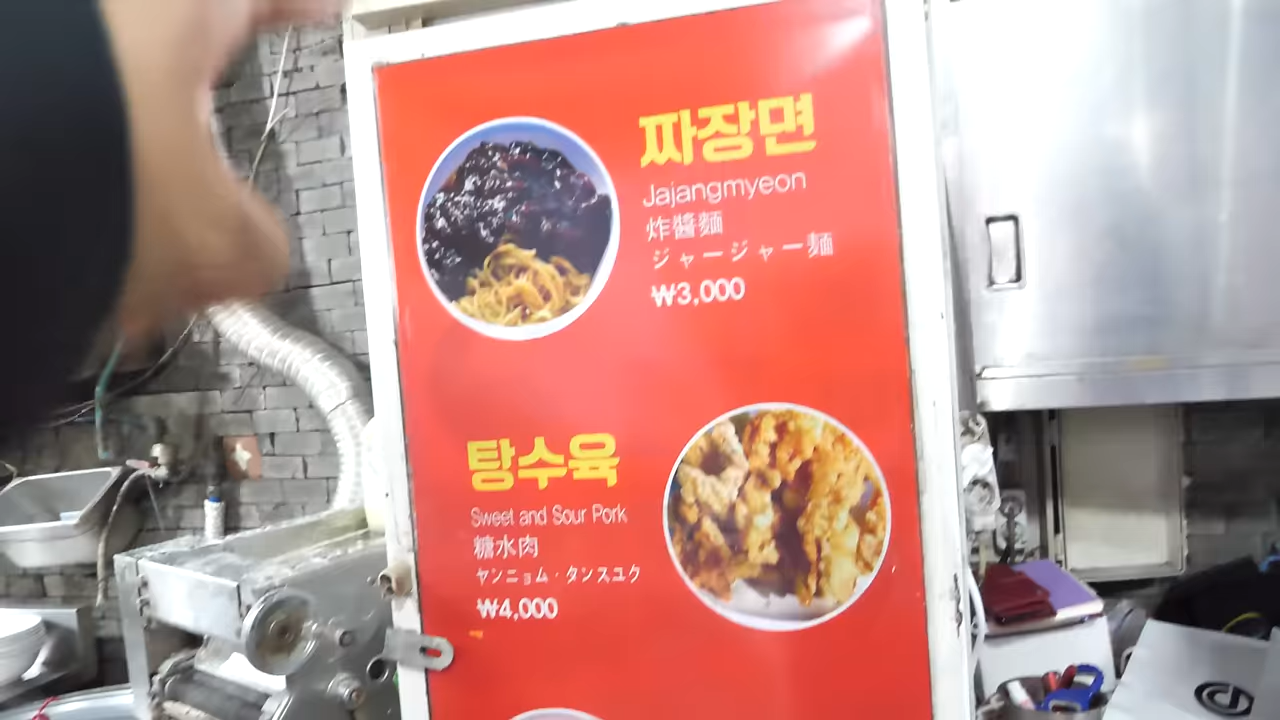 짜장면
Jajangmyeon
炸醬麵
ジャージャー麵
₩3,000
탕수육
Sweet and Sour Pork
糖水肉
ヤンニョム・タンスユク
₩4,000